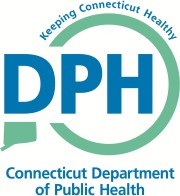 Keeping Connecticut Healthy
DPH
Connecticut Department
of Public Health